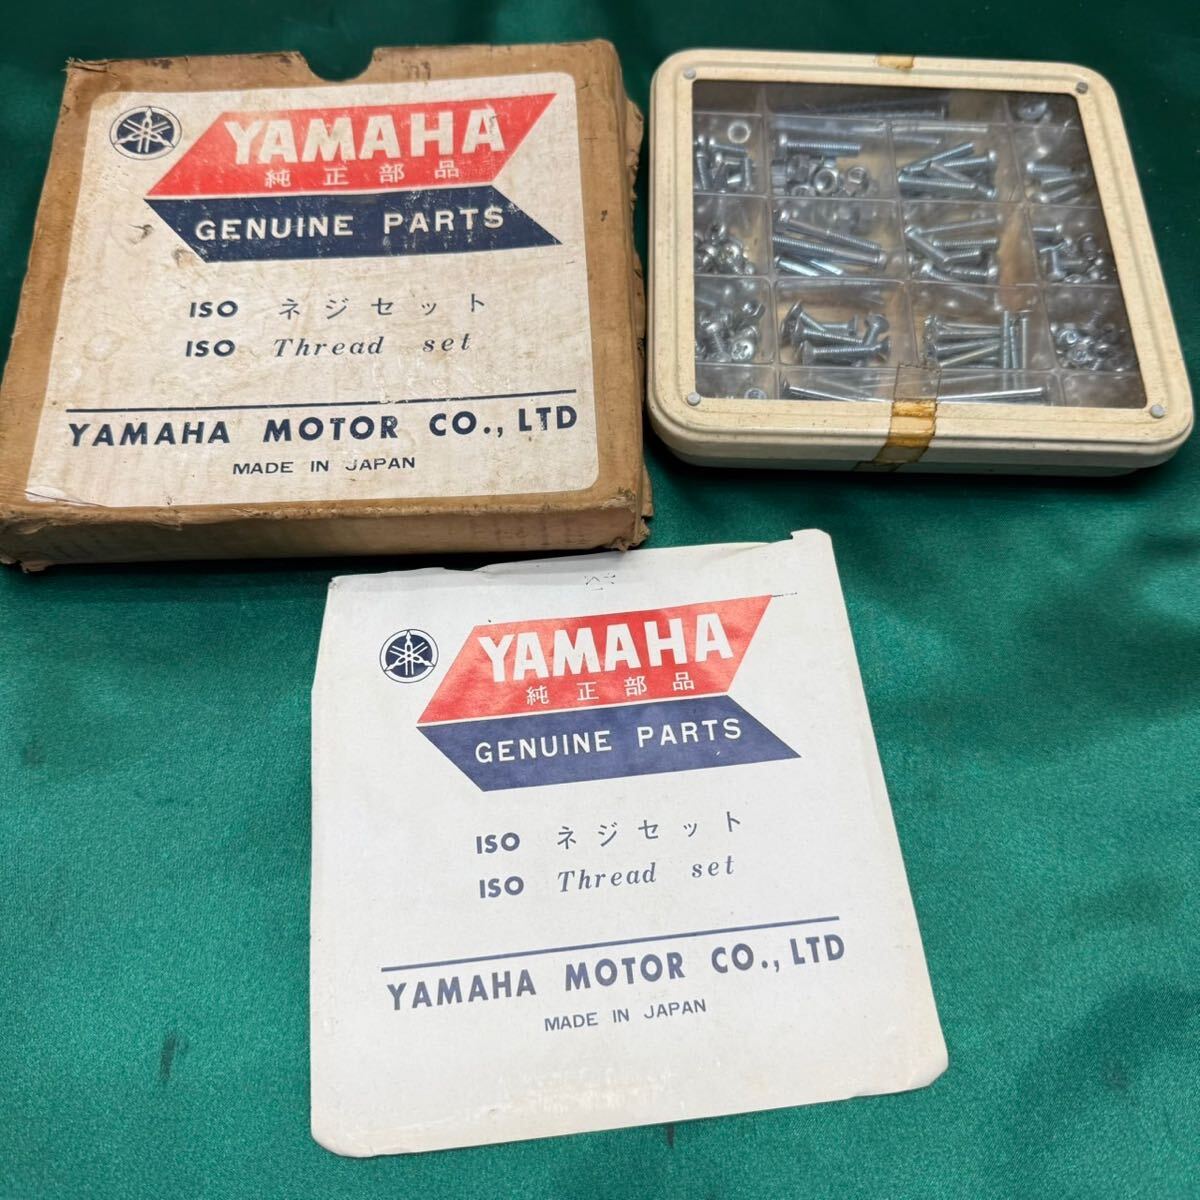 YAMAHA
純正部品
GENUINE PARTS
ISO ネジセット
ISO Thread set
YAMAHA MOTOR CO., LTD
MADE IN JAPAN
YAMAHA
純正部品
GENUINE PARTS
ISO ネジセット
ISO Thread set
YAMAHA MOTOR CO., LTD
MADE IN JAPAN